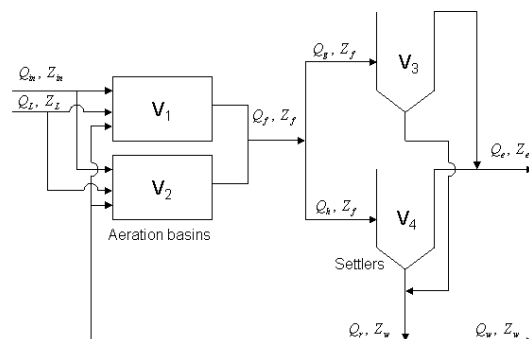 Q_in, Z_in
Q_L, Z_L
V_1
V_2
Aeration basins
Q_f, Z_f
Q_g, Z_f
Q_h, Z_f
V_3
V_4
Settlers
Q_e, Z_e
Q_r, Z_w
Q_w, Z_w